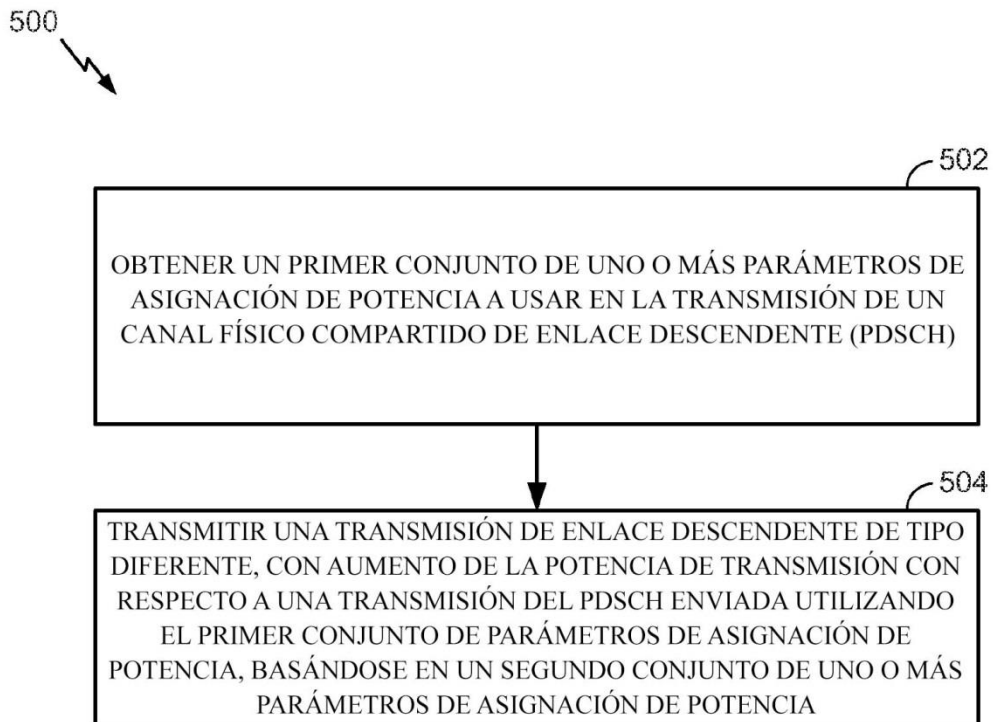 500
502
OBTENER UN PRIMER CONJUNTO DE UNO O MÁS PARÁMETROS DE
ASIGNACIÓN DE POTENCIA A USAR EN LA TRANSMISIÓN DE UN
CANAL FÍSICO COMPARTIDO DE ENLACE DESCENDENTE (PDSCH)
504
TRANSMITIR UNA TRANSMISIÓN DE ENLACE DESCENDENTE DE TIPO
DIFERENTE, CON AUMENTO DE LA POTENCIA DE TRANSMISIÓN CON
RESPECTO A UNA TRANSMISIÓN DEL PDSCH ENVIADA UTILIZANDO
EL PRIMER CONJUNTO DE PARÁMETROS DE ASIGNACIÓN DE
POTENCIA, BASÁNDOSE EN UN SEGUNDO CONJUNTO DE UNO O MÁS
PARÁMETROS DE ASIGNACIÓN DE POTENCIA